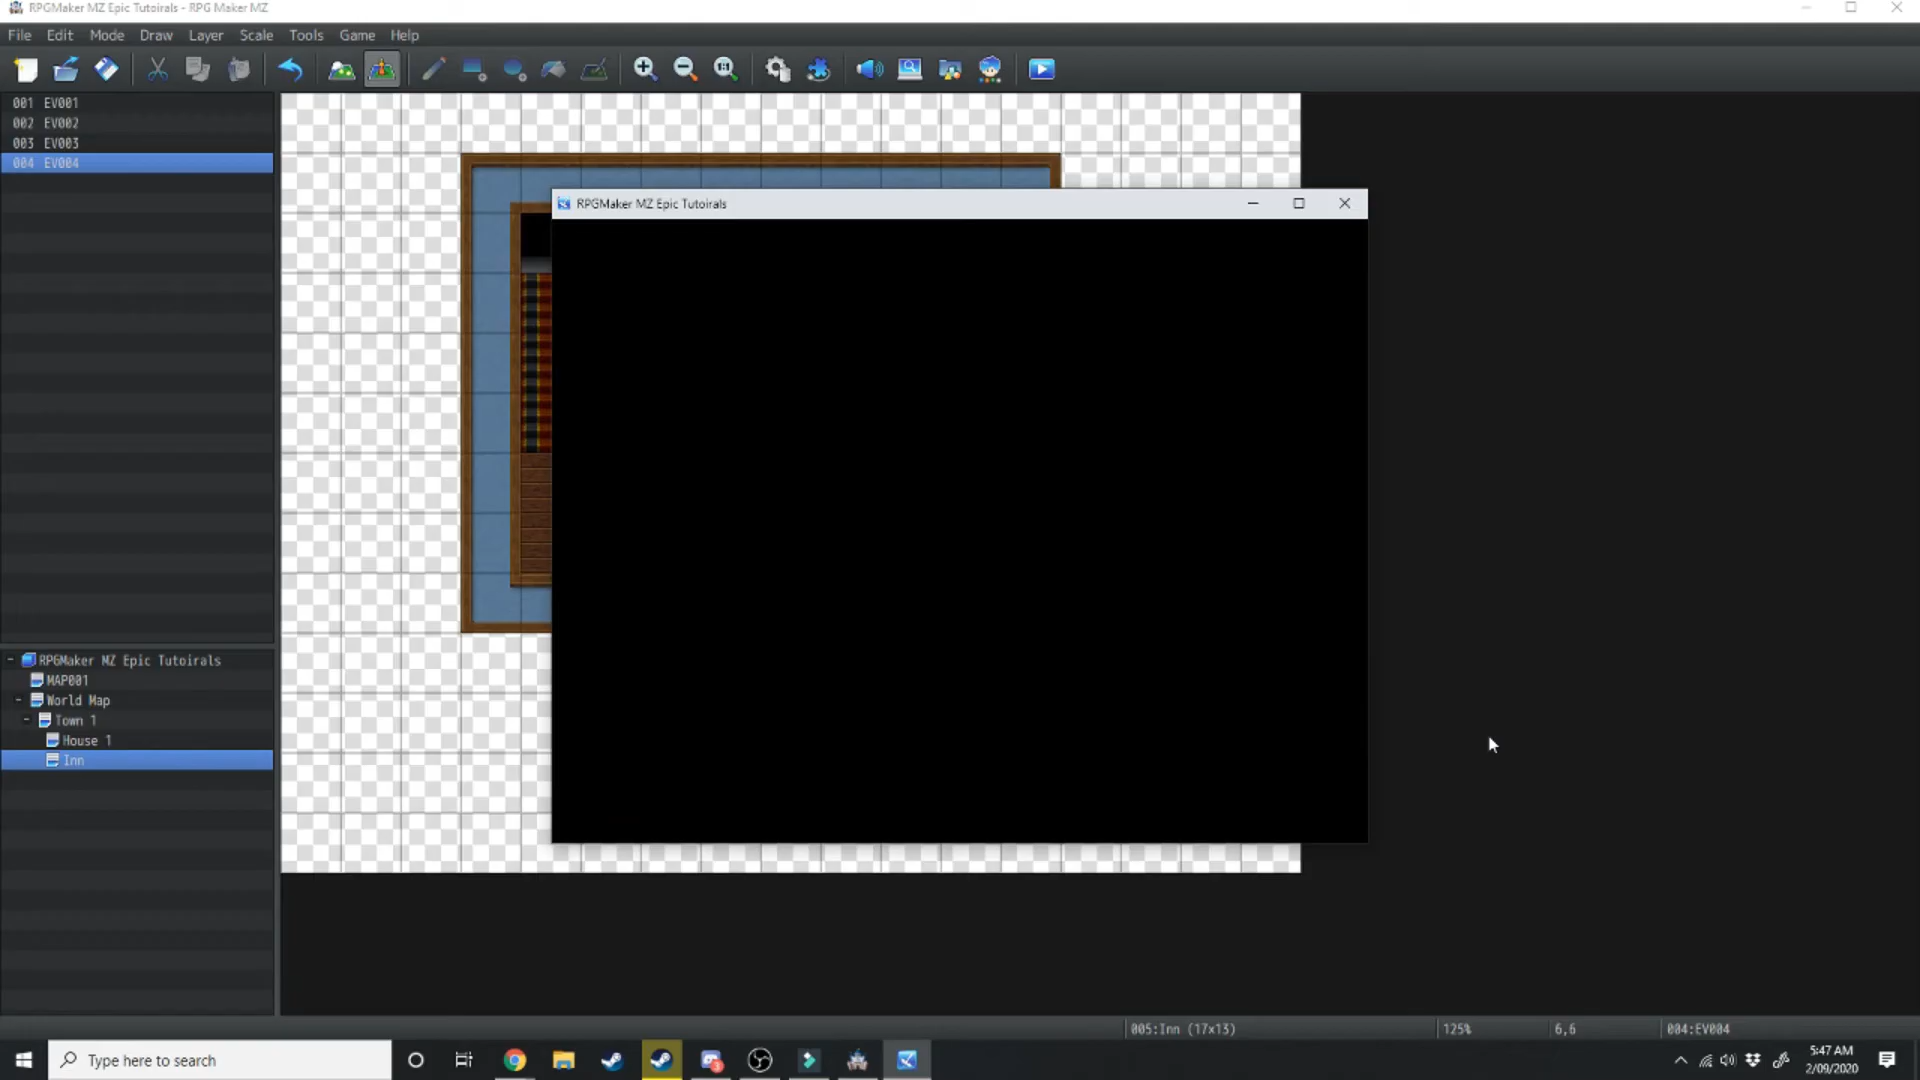 RPGMaker MZ Epic Tutoirals - RPG Maker MZ
File Edit Mode Draw Layer Scale Tools Game Help
001 EV001
002 EV002
003 EV003
004 EV004
RPGMaker MZ Epic Tutoirals
RPGMaker MZ Epic Tutoirals
MAP001
World Map
Town 1
House 1
Inn
005:Inn (17x13) 125% 6,6 004:EV004
Type here to search
3
5:47 AM
2/09/2020